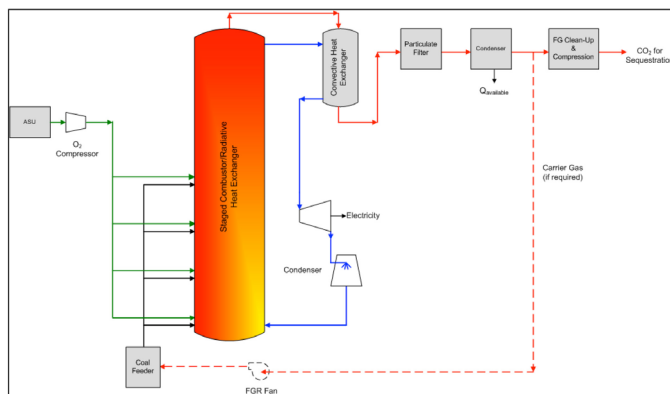 ASU
O2
Compressor
Staged Combustor/Radiative
Heat Exchanger
Convective Heat
Exchanger
Particulate
Filter
Condenser
Qavailable
FG Clean-Up
&
Compression
CO2 for
Sequestration
Carrier Gas
(if required)
Electricity
Condenser
Coal
Feeder
FGR Fan